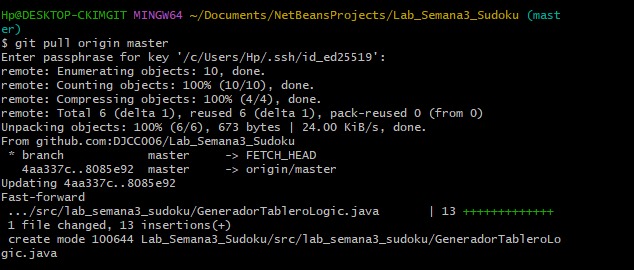 Hp@DESKTOP-CKIMGIT MINGW64 ~/Documents/NetBeansProjects/Lab_Semana3_Sudoku (mast
er)
$ git pull origin master
Enter passphrase for key '/c/Users/Hp/.ssh/id_ed25519':
remote: Enumerating objects: 10, done.
remote: Counting objects: 100% (10/10), done.
remote: Compressing objects: 100% (4/4), done.
remote: Total 6 (delta 1), reused 6 (delta 1), pack-reused 0 (from 0)
Unpacking objects: 100% (6/6), 673 bytes | 24.00 KiB/s, done.
From github.com:DJCC006/Lab_Semana3_Sudoku
 * branch            master     -> FETCH_HEAD
   4aa337c..8085e92  master     -> origin/master
Updating 4aa337c..8085e92
Fast-forward
 .../src/lab_semana3_sudoku/GeneradorTableroLogic.java       | 13 +++++++++++++
 1 file changed, 13 insertions(+)
 create mode 100644 Lab_Semana3_Sudoku/src/lab_semana3_sudoku/GeneradorTableroLo
gic.java